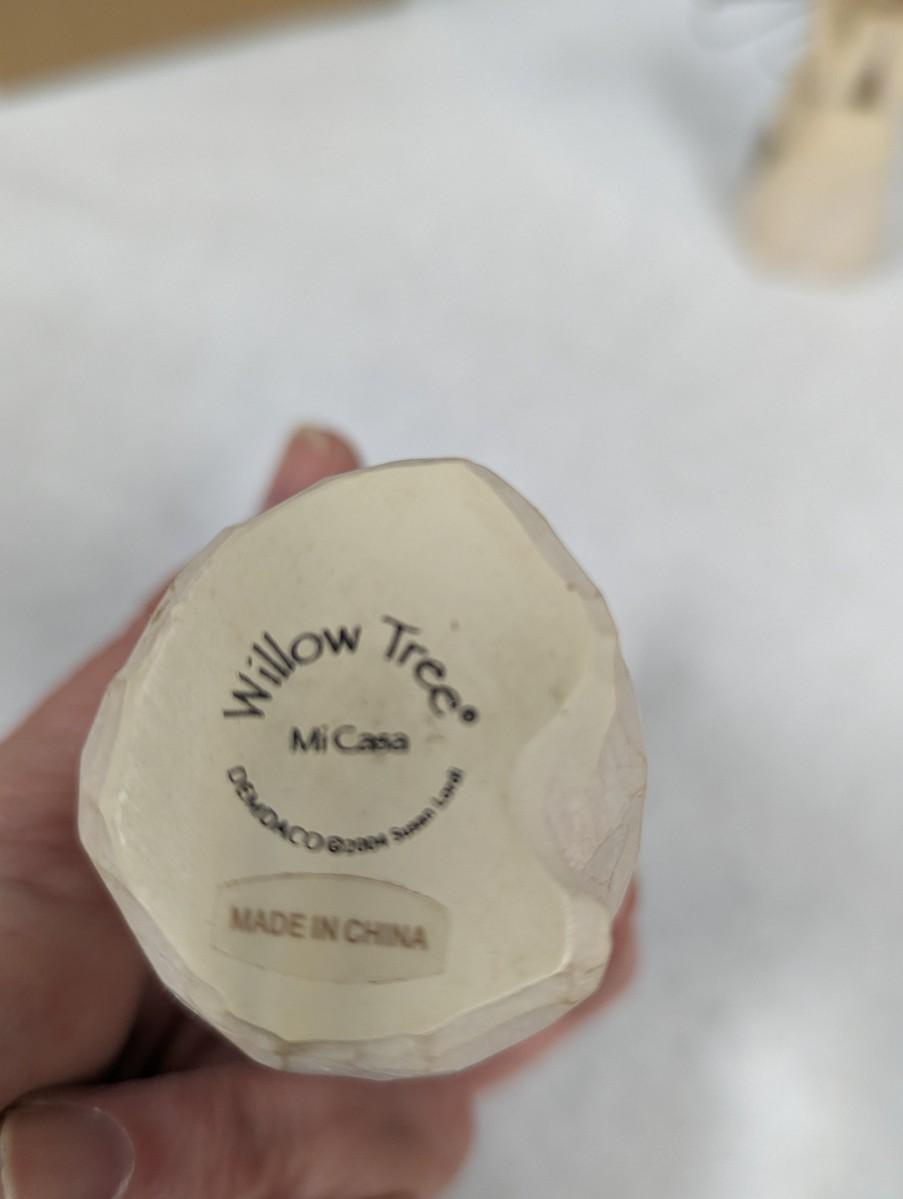 Willow Tree®
Mi Casa
DEMDACO ©2004 Susan Lordi
MADE IN CHINA